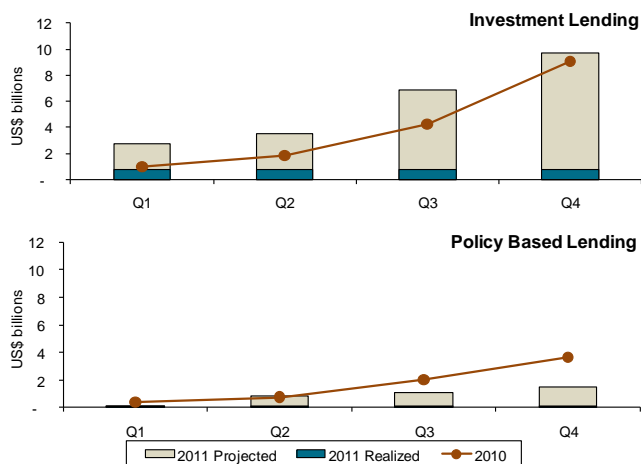 Investment Lending
US$ billions
12
10
8
6
4
2
-
Q1 Q2 Q3 Q4
Policy Based Lending
US$ billions
12
10
8
6
4
2
-
Q1 Q2 Q3 Q4
2011 Projected 2011 Realized 2010